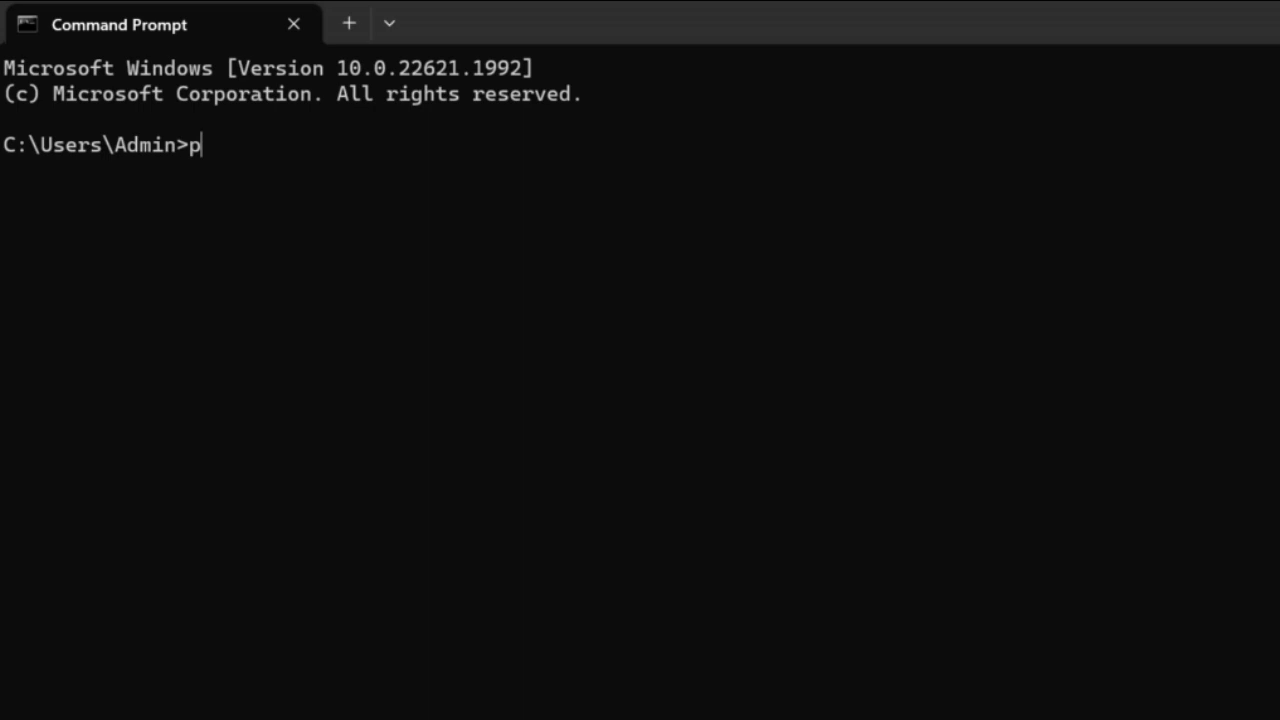 Command Prompt
Microsoft Windows [Version 10.0.22621.1992]
(c) Microsoft Corporation. All rights reserved.
C:\Users\Admin>p